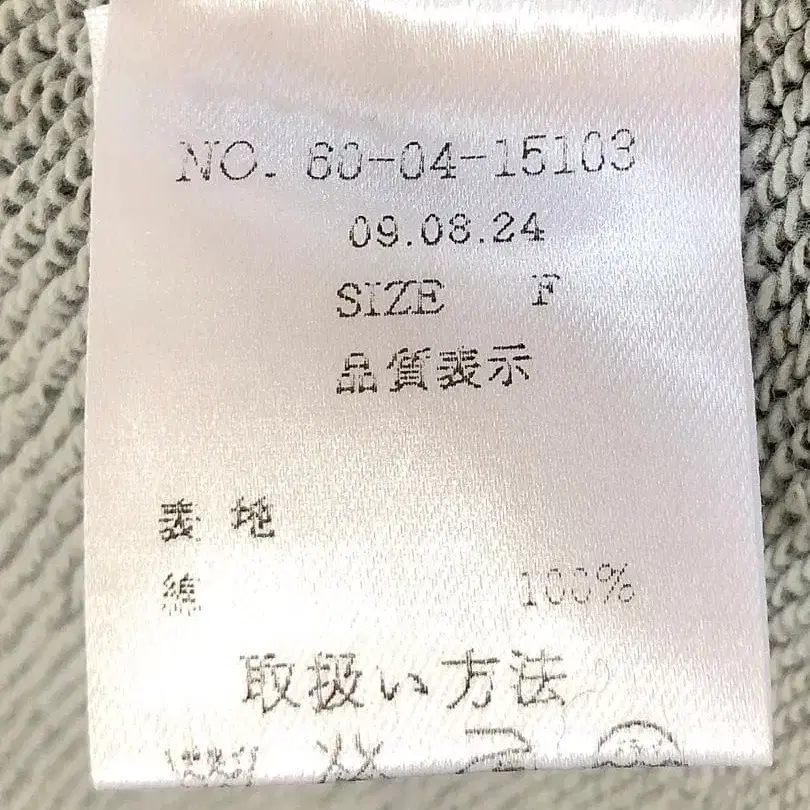 NO. 60-04-15103
09.08.24
SIZE F
品質表示
表 地
綿 100%
取扱い方法